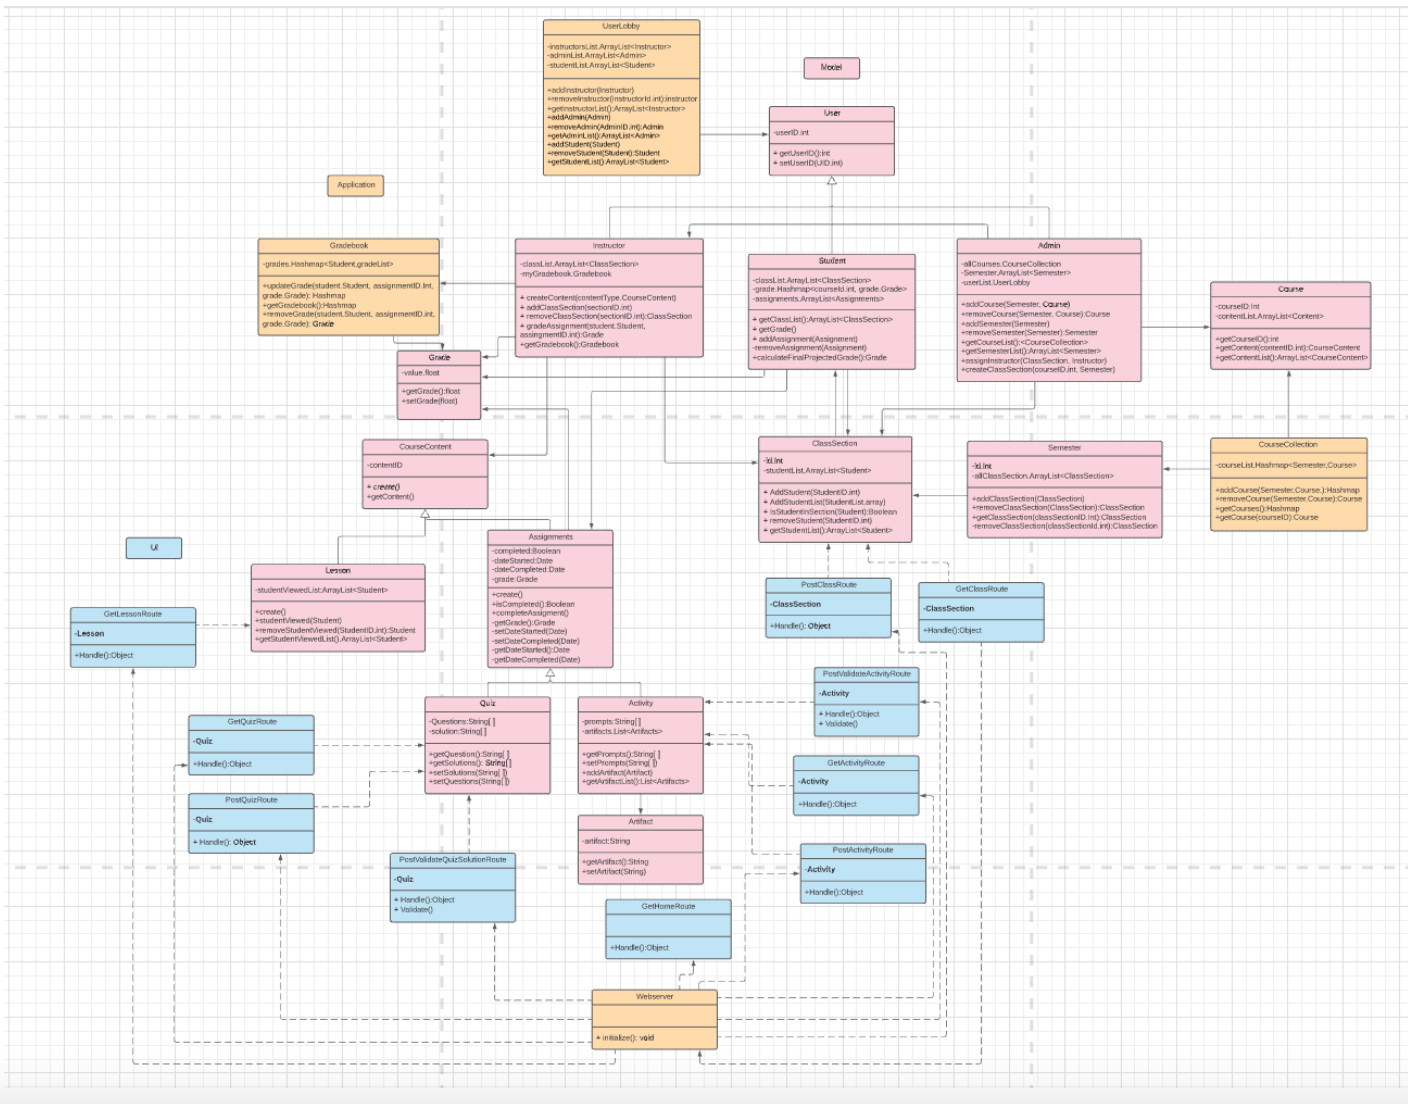 UserLobby
-instructorsList.ArrayList<Instructor>
-adminList.ArrayList<Admin>
-studentList.ArrayList<Student>
+addInstructor(Instructor)
+removeInstructor(InstructorId.int):Instructor
+getInstructorList():ArrayList<Instructor>
+addAdmin(Admin)
+removeAdmin(AdminID.int):Admin
+getAdminList():ArrayList<Admin>
+addStudent(Student)
+removeStudent(Student):Student
+getStudentList():ArrayList<Student>
Model
User
-userID.int
+ getUserID():int
+ setUserID(UID.int)
Application
Gradebook
-grades.Hashmap<Student,gradeList>
+updateGrade(student.Student, assignmentID.Int,
grade.Grade): Hashmap
+getGradebook():Hashmap
+removeGrade(student.Student, assignmentID.int,
grade.Grade): Grade
Instructor
-classList.ArrayList<ClassSection>
-myGradebook.Gradebook
+ createContent(contentType.CourseContent)
+ addClassSection(sectionID.int)
+ removeClassSection(sectionID.int):ClassSection
+ gradeAssignment(student.Student,
assingmentID.int):Grade
+getGradebook():Gradebook
Student
-classList.ArrayList<ClassSection>
-grade.Hashmap<courseId.int, grade.Grade>
-assignments.ArrayList<Assignments>
+ getClassList():ArrayList<ClassSection>
+ getGrade()
+ addAssignment(Assignment)
-removeAssignment(Assignment)
+calculateFinalProjectedGrade():Grade
Admin
-allCourses.CourseCollection
-Semester.ArrayList<Semester>
-userList.UserLobby
+addCourse(Semester, Course)
+removeCourse(Semester, Course):Course
+addSemester(Semester)
+removeSemester(Semester):Semester
+getCourseList():<CourseCollection>
+getSemesterList():ArrayList<Semester>
+assignInstructor(ClassSection, Instructor)
+createClassSection(courseID.int, Semester)
Course
-courseID:Int
-contentList.ArrayList<Content>
+getCourseID():int
+getContent(contentID.int):CourseContent
+getContentList():ArrayList<CourseContent>
Grade
-value.float
+getGrade():float
+setGrade(float)
CourseContent
-contentID
+ create()
+getContent()
ClassSection
-id.int
-studentList.ArrayList<Student>
+ AddStudent(StudentID.int)
+ AddStudentList(StudentList.array)
+ IsStudentInSection(Student):Boolean
+ removeStudent(StudentID.int)
+ getStudentList():ArrayList<Student>
Semester
-id.int
-allClassSection.ArrayList<ClassSection>
+addClassSection(ClassSection)
+removeClassSection(ClassSection):ClassSection
+getClassSection(classSectionID.Int):ClassSection
-removeClassSection(classSectionId.int):ClassSection
CourseCollection
-courseList.Hashmap<Semester,Course>
+addCourse(Semester,Course.):Hashmap
+removeCourse(Semester.Course):Course
+getCourses():Hashmap
+getCourse(courseID):Course
UI
Lesson
-studentViewedList:ArrayList<Student>
+create()
+studentViewed(Student)
+removeStudentViewed(StudentID.int):Student
+getStudentViewedList().ArrayList<Student>
Assignments
-completed:Boolean
-dateStarted:Date
-dateCompleted:Date
-grade:Grade
+create()
+isCompleted():Boolean
+completeAssigment()
+getGrade():Grade
-setDateStarted(Date)
-setDateCompleted(Date)
-getDateStarted():Date
-getDateCompleted(Date)
GetLessonRoute
-Lesson
+Handle():Object
PostClassRoute
-ClassSection
+Handle(): Object
GetClassRoute
-ClassSection
+Handle():Object
PostValidateActivityRoute
-Activity
+ Handle():Object
+ Validate()
GetQuizRoute
-Quiz
+Handle():Object
Quiz
-Questions:String[ ]
-solution:String[ ]
+getQuestion():String[ ]
+getSolutions(): String[ ]
+setSolutions(String[ ])
+setQuestions(String[ ])
Activity
-prompts:String[ ]
-artifacts.List<Artifacts>
+getPrompts():String[ ]
+setPrompts(String[ ])
+addArtifact(Artifact)
+getArtifactList():List<Artifacts>
GetActivityRoute
-Activity
+Handle():Object
PostQuizRoute
-Quiz
+ Handle(): Object
Artifact
-artifact:String
+getArtifact():String
+setArtifact(String)
PostValidateQuizSolutionRoute
-Quiz
+ Handle():Object
+ Validate()
PostActivityRoute
-Activity
+Handle():Object
GetHomeRoute
+Handle():Object
Webserver
+ initialize(): void